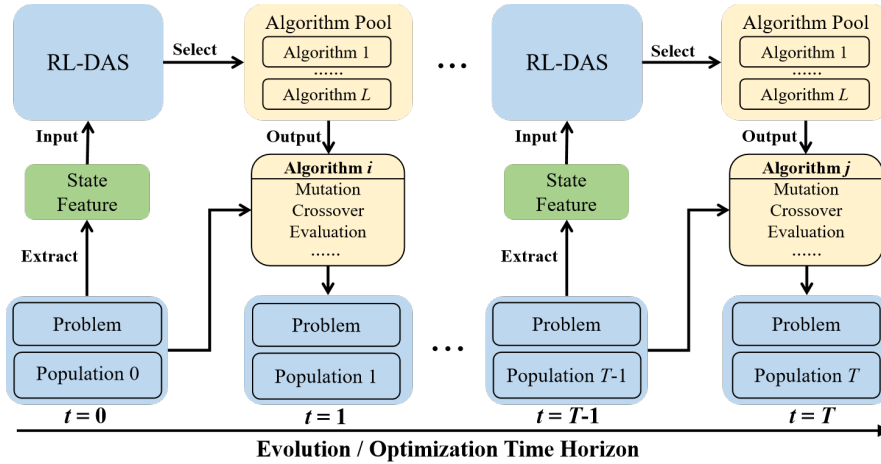 RL-DAS
Select
Algorithm Pool
Algorithm 1
......
Algorithm L
...
RL-DAS
Select
Algorithm Pool
Algorithm 1
......
Algorithm L
Input
Output
Input
Output
State
Feature
Algorithm i
Mutation
Crossover
Evaluation
......
State
Feature
Algorithm j
Mutation
Crossover
Evaluation
......
Extract
Extract
Problem
Population 0
Problem
Population 1
...
Problem
Population T-1
Problem
Population T
t = 0
t = 1
t = T-1
t = T
Evolution / Optimization Time Horizon